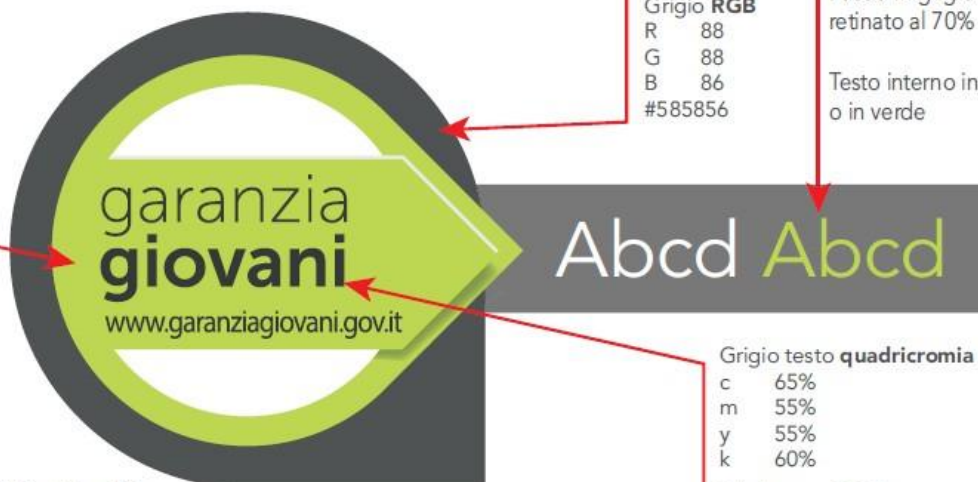 Grigio RGB
R 88
G 88
B 86
#585856
retinato al 70%
Testo interno in
o in verde
garanzia
giovani
www.garanziagiovani.gov.it
Abcd Abcd
Grigio testo quadricromia
c 65%
m 55%
y 55%
k 60%